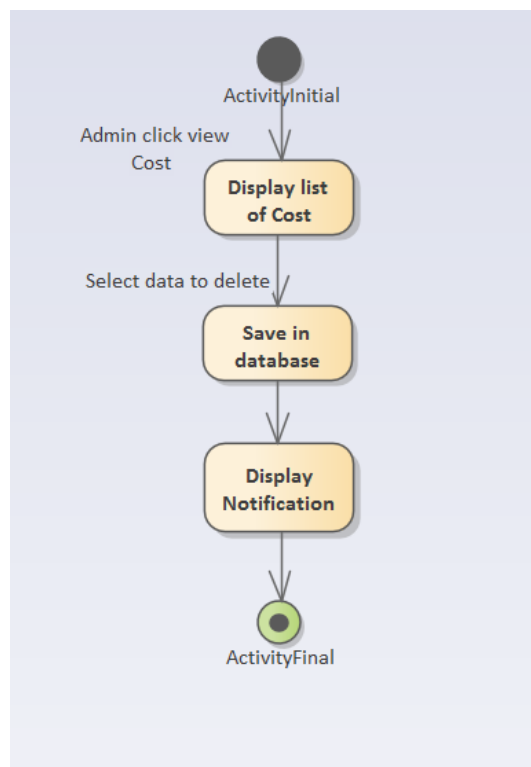 ActivityInitial
Admin click view
Cost
Display list
of Cost
Select data to delete
Save in
database
Display
Notification
ActivityFinal